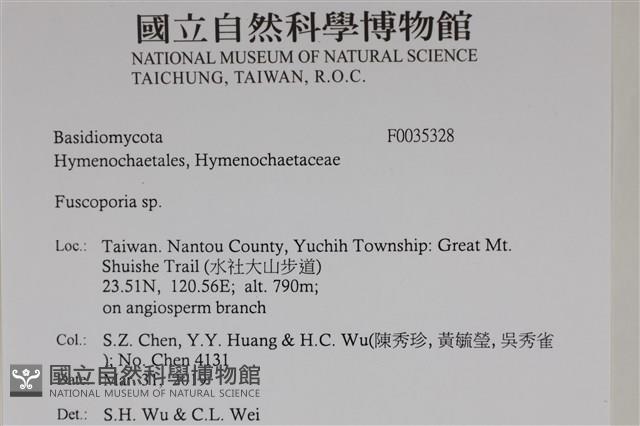 國立自然科學博物館
NATIONAL MUSEUM OF NATURAL SCIENCE
TAICHUNG, TAIWAN, R.O.C.
Basidiomycota F0035328
Hymenochaetales, Hymenochaetaceae
Fuscoporia sp.
Loc.: Taiwan. Nantou County, Yuchih Township: Great Mt.
Shuishe Trail (水社大山步道)
23.51N, 120.56E; alt. 790m;
on angiosperm branch
Col.: S.Z. Chen, Y.Y. Huang & H.C. Wu(陳秀珍, 黃毓瑩, 吳秀雀
); No. Chen 4131
Date: Mar. 31, 2019
國立自然科學博物館
NATIONAL MUSEUM OF NATURAL SCIENCE
Det.: S.H. Wu & C.L. Wei